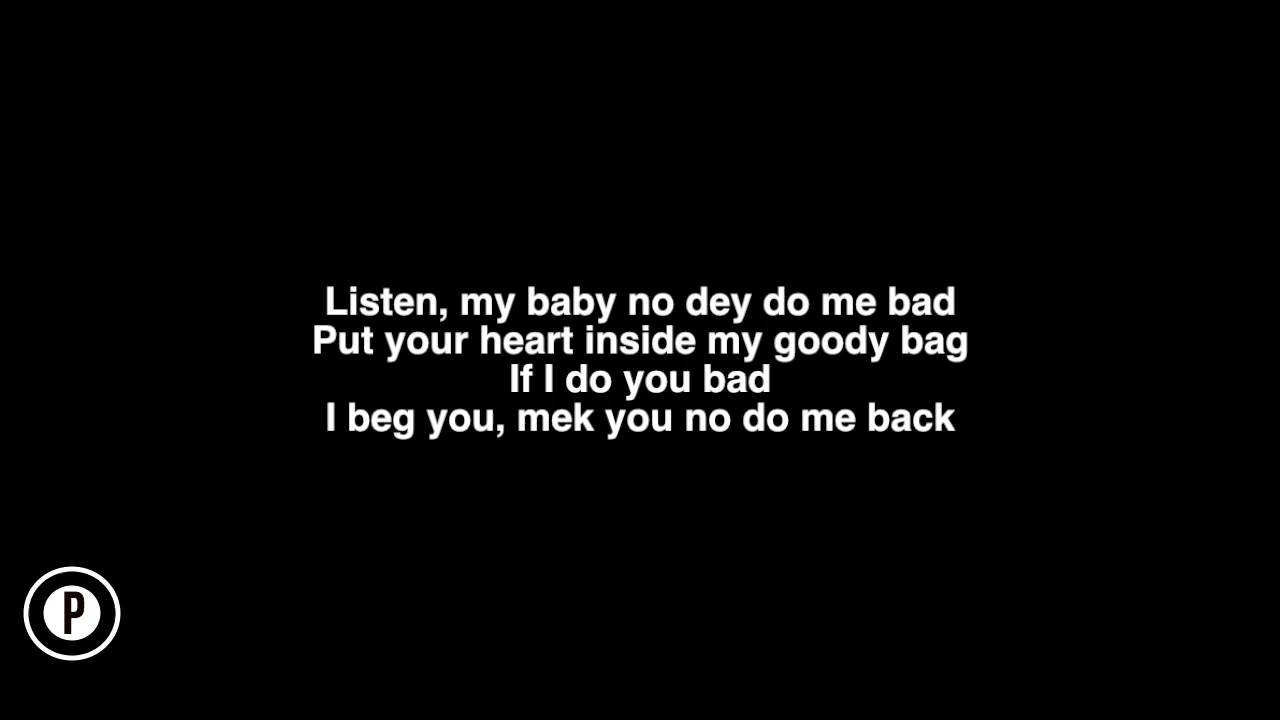 Listen, my baby no dey do me bad
Put your heart inside my goody bag
If I do you bad
I beg you, mek you no do me back
P